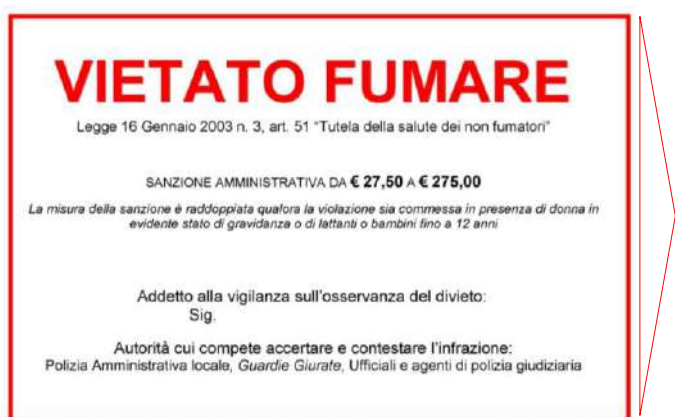 VIETATO FUMARE
Legge 16 Gennaio 2003 n. 3, art. 51 “Tutela della salute dei non fumatori”
SANZIONE AMMINISTRATIVA DA € 27,50 A € 275,00
La misura della sanzione è raddoppiata qualora la violazione sia commessa in presenza di donna in
evidente stato di gravidanza o di lattanti o bambini fino a 12 anni
Addetto alla vigilanza sull’osservanza del divieto:
Sig.
Autorità cui compete accertare e contestare l’infrazione:
Polizia Amministrativa locale, Guardie Giurate, Ufficiali e agenti di polizia giudiziaria